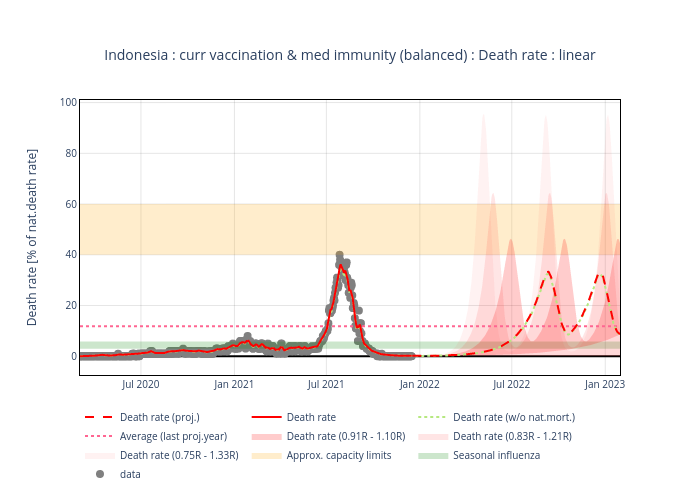 Indonesia : curr vaccination & med immunity (balanced) : Death rate : linear
Death rate [% of nat.death rate]
100
80
60
40
20
0
Jul 2020 Jan 2021 Jul 2021 Jan 2022 Jul 2022 Jan 2023
Death rate (proj.) Death rate Death rate (w/o nat.mort.)
Average (last proj.year) Death rate (0.91R - 1.10R) Death rate (0.83R - 1.21R)
Death rate (0.75R - 1.33R) Approx. capacity limits Seasonal influenza
data